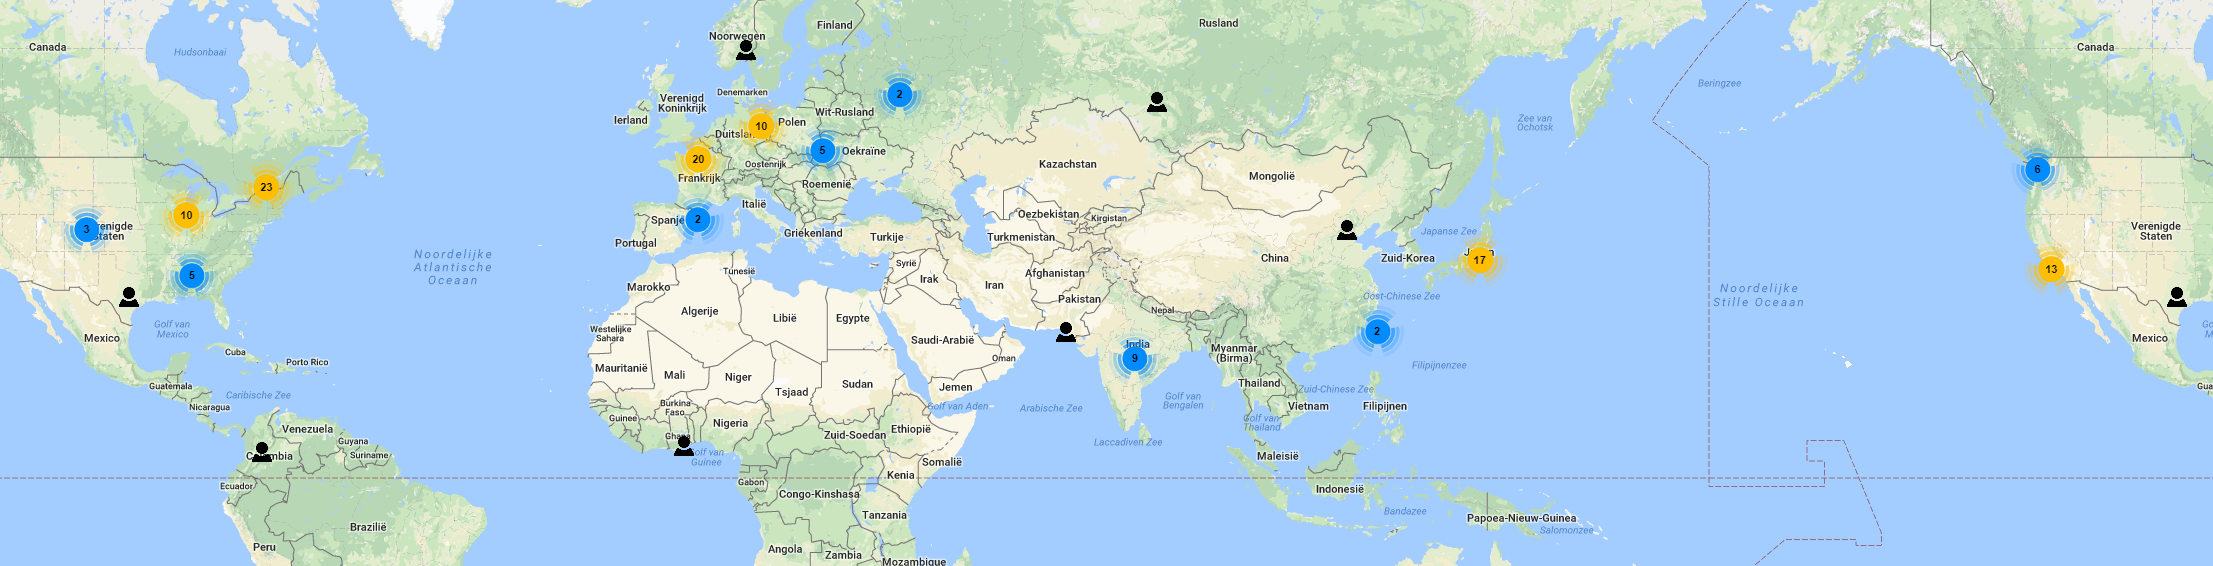 Canada
Hudsonbaai
Finland
Noorwegen
Rusland
Canada
Beringzee
Denemarken
Verenigd
Koninkrijk
Ierland
Wit-Rusland
Polen
Zee van
Ochotsk
2
10
5
Oekraïne
20
Frankrijk
Oostenrijk
Roemenië
Kazachstan
Mongolië
6
23
10
3
Staten
5
Italië
2
Portugal
Griekenland
Turkije
Oezbekistan
Kirgistan
Turkmenistan
Japanse Zee
17
Zuid-Korea
China
Verenigde
Staten
13
Noordelijke
Atlantische
Oceaan
Tunesië
Syrië
Irak
Iran
Afghanistan
Pakistan
Nepal
Marokko
Algerije
Libië
Egypte
Westelijke
Sahara
Saudi-Arabië
Oman
Oost-Chinese Zee
2
Noordelijke
Stille Oceaan
Golf van
Mexico
Mexico
Mexico
Cuba
Porto Rico
Guatemala
Nicaragua
Caribische Zee
Mauritanië
Mali
Niger
Tsjaad
Sudan
Jemen
Golf van Aden
Arabische Zee
India
9
Myanmar
(Birma)
Golf van
Bengalen
Thailand
Vietnam
Zuid-Chinese Zee
Filipijnenzee
Filipijnen
Golf van
Thailand
Laccadiven Zee
Burkina
Faso
Guinee
Ghana
Nigeria
Zuid-Soedan
Ethiopië
Somalië
Kenia
Golf van
Guinee
Gabon
Congo-Kinshasa
Tanzania
Angola
Zambia
Mozambique
Venezuela
Guyana
Suriname
Ecuador
Brazilië
Peru
Maleisië
Indonesië
Bandazee
Papoea-Nieuw-Guinea
Salomonzee